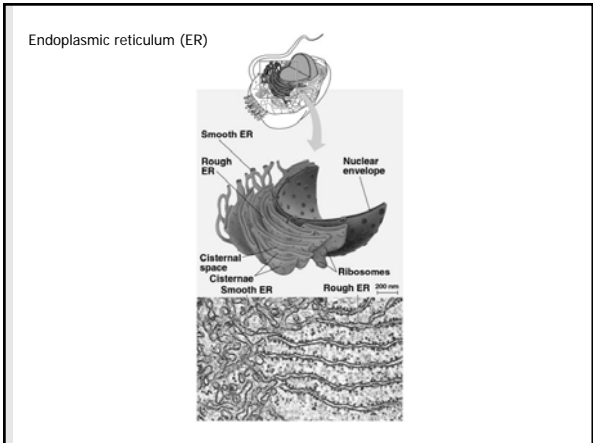 Endoplasmic reticulum (ER)
Smooth ER
Rough
ER
Nuclear
envelope
Cisternal
space
Cisternae
Ribosomes
Smooth ER
Rough ER
200 nm